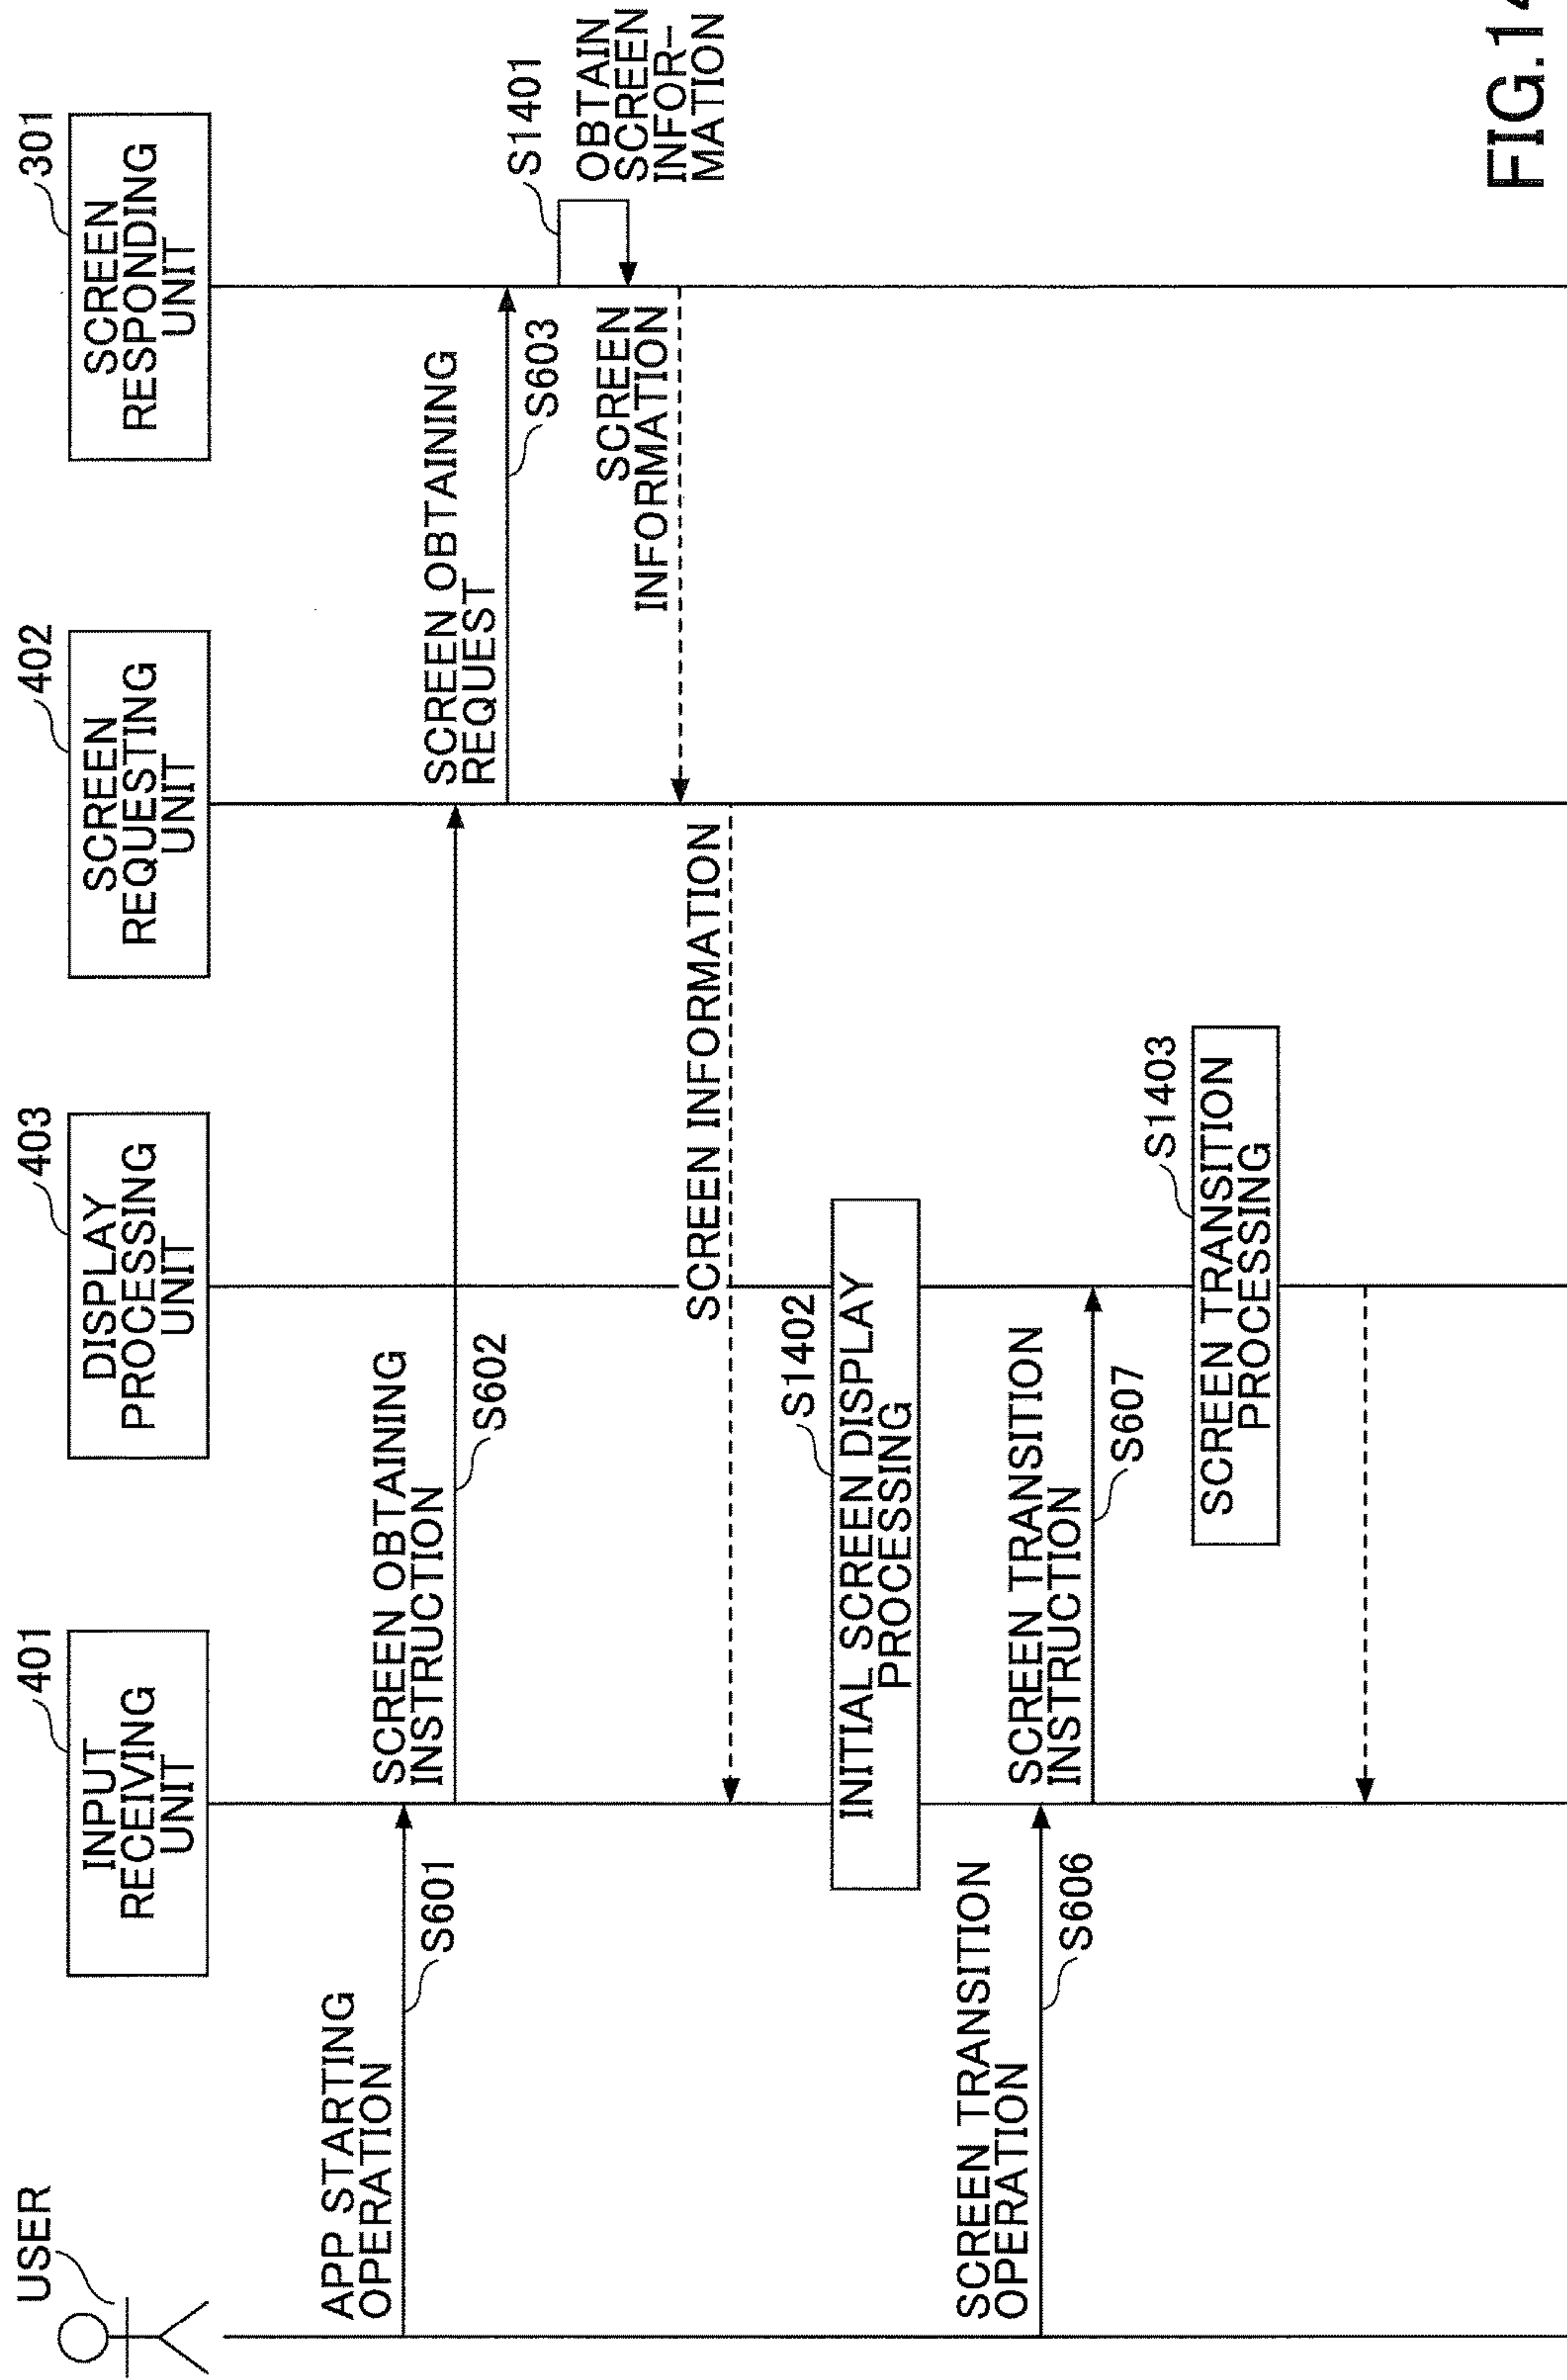 USER
401
INPUT
RECEIVING
UNIT
403
DISPLAY
PROCESSING
UNIT
402
SCREEN
REQUESTING
UNIT
301
SCREEN
RESPONDING
UNIT
APP STARTING
OPERATION
S601
SCREEN OBTAINING
INSTRUCTION
S602
SCREEN OBTAINING
REQUEST
S603
S1401
OBTAIN
SCREEN
INFOR-
MATION
SCREEN
INFORMATION
SCREEN INFORMATION
S1402
INITIAL SCREEN DISPLAY
PROCESSING
SCREEN TRANSITION
OPERATION
S606
SCREEN TRANSITION
INSTRUCTION
S607
S1403
SCREEN TRANSITION
PROCESSING
FIG.14